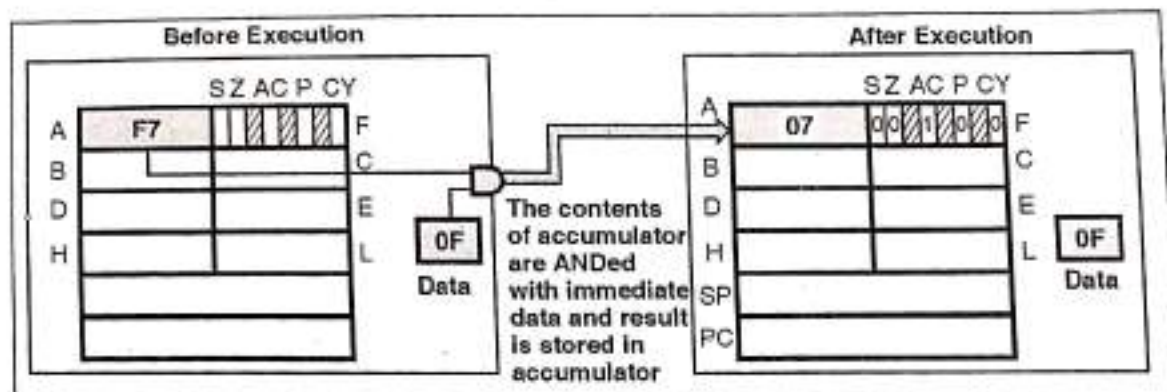 Before Execution
S Z AC P CY
A F7 F
B C
D E
H L
0F
Data
The contents
of accumulator
are ANDed
with immediate
data and result
is stored in
accumulator
After Execution
S Z AC P CY
A 07 0 0 1 0 0 F
B C
D E
H L
SP
PC
0F
Data